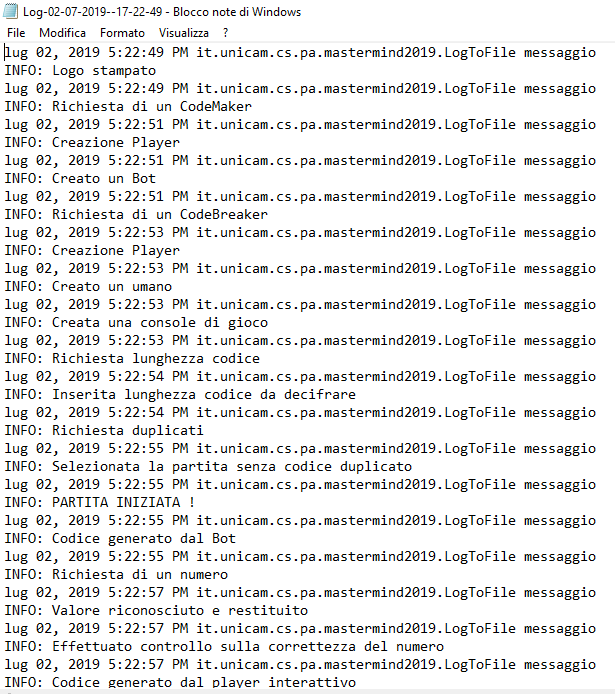 Log-02-07-2019--17-22-49 - Blocco note di Windows
File Modifica Formato Visualizza ?
lug 02, 2019 5:22:49 PM it.unicam.cs.pa.mastermind2019.LogToFile messaggio
INFO: Logo stampato
lug 02, 2019 5:22:49 PM it.unicam.cs.pa.mastermind2019.LogToFile messaggio
INFO: Richiesta di un CodeMaker
lug 02, 2019 5:22:51 PM it.unicam.cs.pa.mastermind2019.LogToFile messaggio
INFO: Creazione Player
lug 02, 2019 5:22:51 PM it.unicam.cs.pa.mastermind2019.LogToFile messaggio
INFO: Creato un Bot
lug 02, 2019 5:22:51 PM it.unicam.cs.pa.mastermind2019.LogToFile messaggio
INFO: Richiesta di un CodeBreaker
lug 02, 2019 5:22:53 PM it.unicam.cs.pa.mastermind2019.LogToFile messaggio
INFO: Creazione Player
lug 02, 2019 5:22:53 PM it.unicam.cs.pa.mastermind2019.LogToFile messaggio
INFO: Creato un umano
lug 02, 2019 5:22:53 PM it.unicam.cs.pa.mastermind2019.LogToFile messaggio
INFO: Creata una console di gioco
lug 02, 2019 5:22:53 PM it.unicam.cs.pa.mastermind2019.LogToFile messaggio
INFO: Richiesta lunghezza codice
lug 02, 2019 5:22:54 PM it.unicam.cs.pa.mastermind2019.LogToFile messaggio
INFO: Inserita lunghezza codice da decifrare
lug 02, 2019 5:22:54 PM it.unicam.cs.pa.mastermind2019.LogToFile messaggio
INFO: Richiesta duplicati
lug 02, 2019 5:22:55 PM it.unicam.cs.pa.mastermind2019.LogToFile messaggio
INFO: Selezionata la partita senza codice duplicato
lug 02, 2019 5:22:55 PM it.unicam.cs.pa.mastermind2019.LogToFile messaggio
INFO: PARTITA INIZIATA !
lug 02, 2019 5:22:55 PM it.unicam.cs.pa.mastermind2019.LogToFile messaggio
INFO: Codice generato dal Bot
lug 02, 2019 5:22:55 PM it.unicam.cs.pa.mastermind2019.LogToFile messaggio
INFO: Richiesta di un numero
lug 02, 2019 5:22:57 PM it.unicam.cs.pa.mastermind2019.LogToFile messaggio
INFO: Valore riconosciuto e restituito
lug 02, 2019 5:22:57 PM it.unicam.cs.pa.mastermind2019.LogToFile messaggio
INFO: Effettuato controllo sulla correttezza del numero
lug 02, 2019 5:22:57 PM it.unicam.cs.pa.mastermind2019.LogToFile messaggio
INFO: Codice generato dal player interattivo